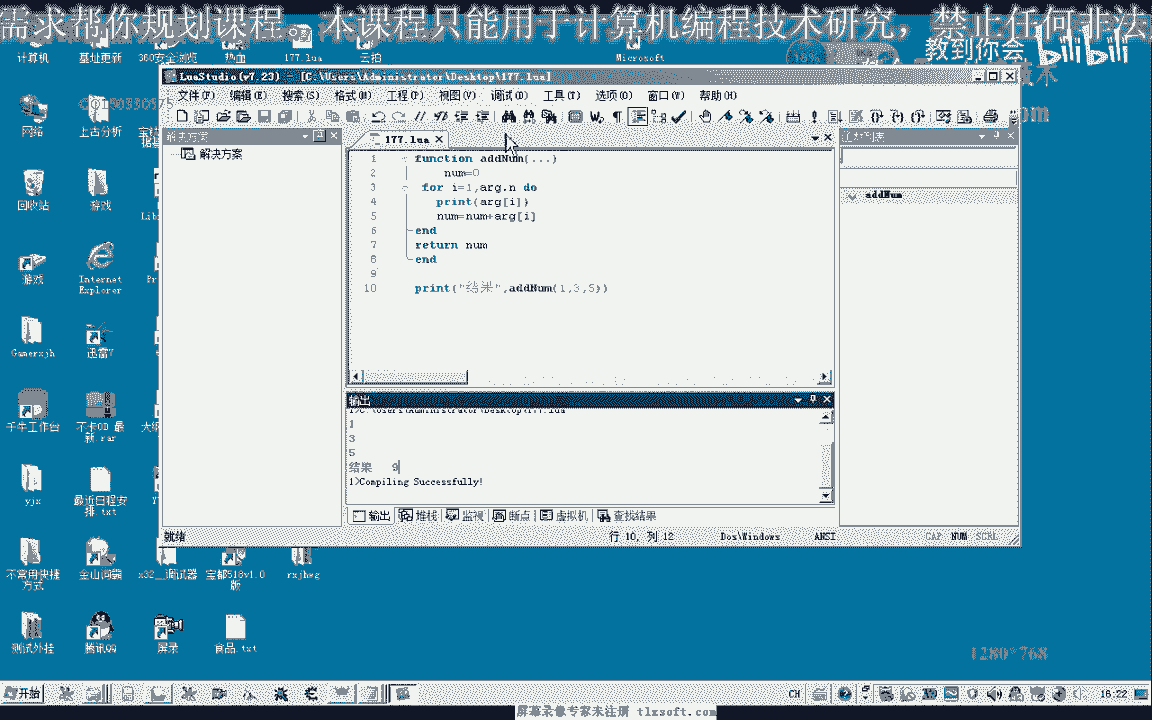 需求帮你规划课程 本课程只能用于计算机编程技术研究，禁止任何非法
教到你会 bilibili
计算机
基址更新
360安全浏览
热血
177.lua
云拍
Microsoft
网络
上古分析
回收站
游戏
游戏
Internet Explorer
Gamerxjh
迅雷7
千牛工作台
不卡OD 最新.rar
yjx
最近日程安排.txt
不常用快捷方式
金山词霸
x32__调试器
宝都518v1.0版
rxjhwg
测试外挂
腾讯QQ
屏录
食品.txt
LuaStudio(v7.23) - [C:\Users\Administrator\Desktop\177.lua]
文件(F) 编辑(E) 搜索(S) 格式(M) 工程(P) 视图(V) 调试(D) 工具(T) 选项(O) 窗口(W) 帮助(H)
解决方案
解决方案
177.lua
1 function addNum(...)
2 num=0
3 for i=1,arg.n do
4 print(arg[i])
5 num=num+arg[i]
6 end
7 return num
8 end
9
10 print("结果",addNum(1,3,5))
addNum
输出
1>C:\Users\Administrator\Desktop\177.lua
1
3
5
结果 9
1>Compiling Successfully!
输出 堆栈 监视 断点 虚拟机 查找结果
就绪
行 10, 列 12
Dos\Windows
ANSI
CAP NUM SCRL
1280*768
开始
CH
16:22
屏幕录像专家未注册 tlxsoft.com